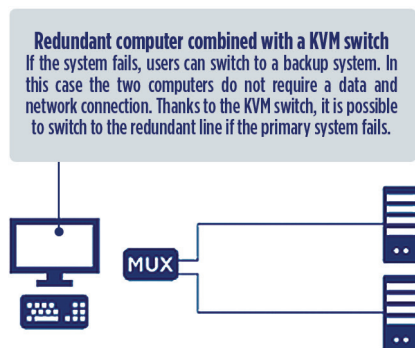 Redundant computer combined with a KVM switch
If the system fails, users can switch to a backup system. In
this case the two computers do not require a data and
network connection. Thanks to the KVM switch, it is possible
to switch to the redundant line if the primary system fails.
MUX